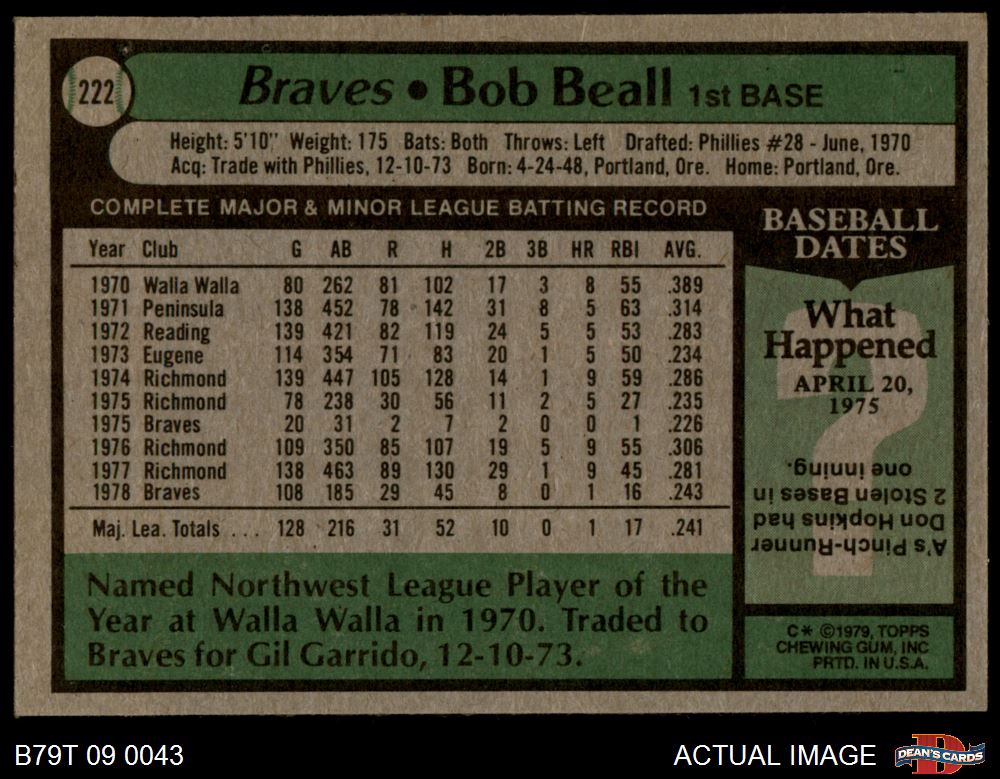 222
Braves • Bob Beall 1st BASE
Height: 5'10" Weight: 175 Bats: Both Throws: Left Drafted: Phillies #28 - June, 1970
Acq: Trade with Phillies, 12-10-73 Born: 4-24-48, Portland, Ore. Home: Portland, Ore.
COMPLETE MAJOR & MINOR LEAGUE BATTING RECORD
Year Club G AB R H 2B 3B HR RBI AVG.
1970 Walla Walla 80 262 81 102 17 3 8 55 .389
1971 Peninsula 138 452 78 142 31 8 5 63 .314
1972 Reading 139 421 82 119 24 5 5 53 .283
1973 Eugene 114 354 71 83 20 1 5 50 .234
1974 Richmond 139 447 105 128 14 1 9 59 .286
1975 Richmond 78 238 30 56 11 2 5 27 .235
1975 Braves 20 31 2 7 2 0 0 1 .226
1976 Richmond 109 350 85 107 19 5 9 55 .306
1977 Richmond 138 463 89 130 29 1 9 45 .281
1978 Braves 108 185 29 45 8 0 1 16 .243
Maj. Lea. Totals . . . 128 216 31 52 10 0 1 17 .241
Named Northwest League Player of the
Year at Walla Walla in 1970. Traded to
Braves for Gil Garrido, 12-10-73.
BASEBALL
DATES
What
Happened
APRIL 20,
1975
?
A's Pinch-Runner
Don Hopkins had
2 Stolen Bases in
one inning.
C* ©1979, TOPPS
CHEWING GUM, INC
PRTD. IN U.S.A.
B79T 09 0043
ACTUAL IMAGE
DEAN'S CARDS